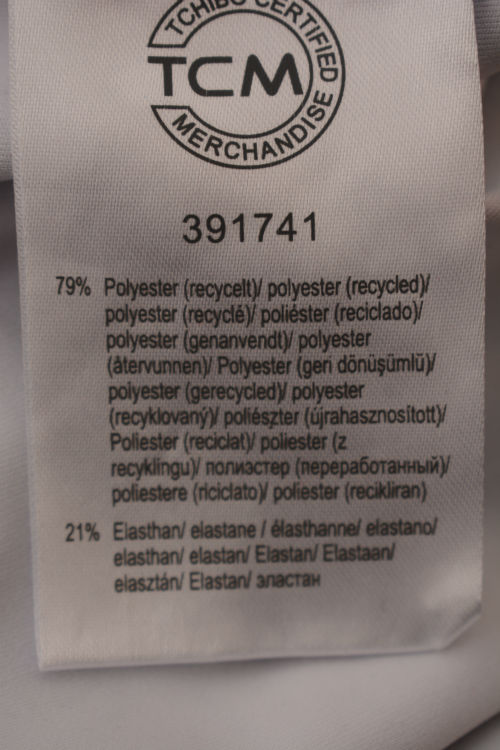 TCHIBO CERTIFIED
TCM
MERCHANDISE
391741
79% Polyester (recycelt)/ polyester (recycled)/
polyester (recyclé)/ poliéster (reciclado)/
polyester (genanvendt)/ polyester
(återvunnen)/ Polyester (geri dönüşümlü)/
polyester (gerecycled)/ polyester
(recyklovaný)/ poliészter (újrahasznosított)/
Poliester (reciclat)/ poliester (z
recyklingu)/ полиэстер (переработанный)/
poliestere (riciclato)/ poliester (recikliran)
21% Elasthan/ elastane / élasthanne/ elastano/
elasthan/ elastan/ Elastan/ Elastaan/
elasztán/ Elastan/ эластан